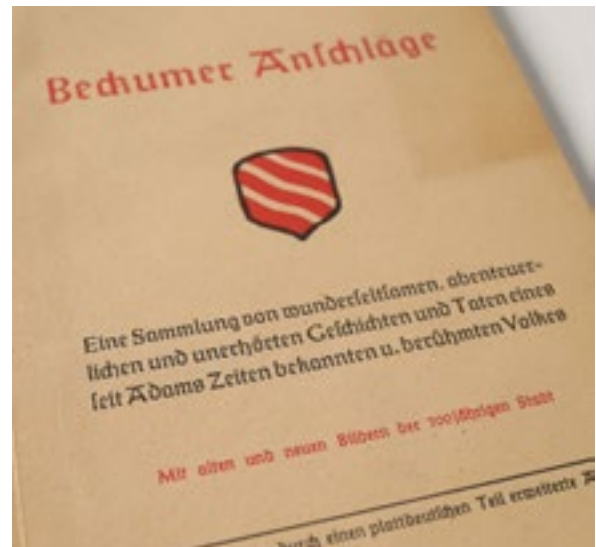 Beckumer Anschläge
Eine Sammlung von wunderseltsamen, abenteuer-
lichen und unerhörten Geschichten und Taten eines
seit Adams Zeiten bekannten u. berühmten Volkes
Mit alten und neuen Bildern der 700jährigen Stadt
durch einen plattdeutschen Teil erweiterte